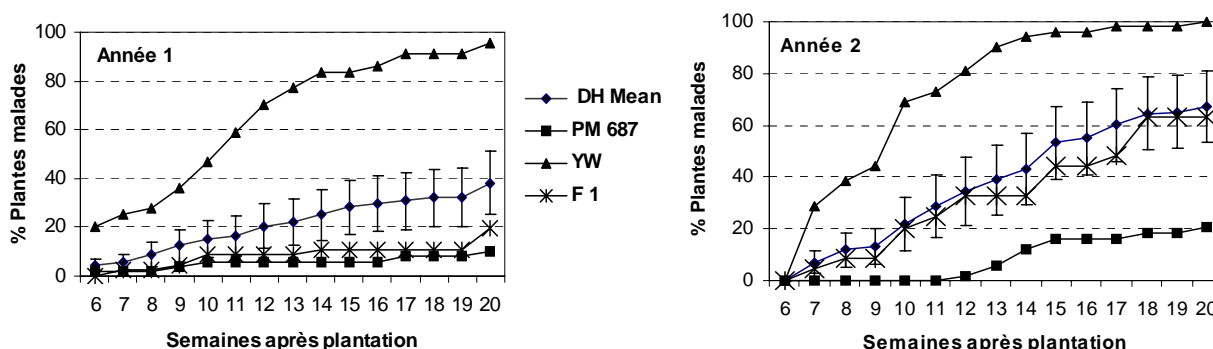 Année 1
% Plantes malades
100
80
60
40
20
0
6 7 8 9 10 11 12 13 14 15 16 17 18 19 20
Semaines après plantation
DH Mean
PM 687
YW
F 1
Année 2
% Plantes malades
100
80
60
40
20
0
6 7 8 9 10 11 12 13 14 15 16 17 18 19 20
Semaines après plantation